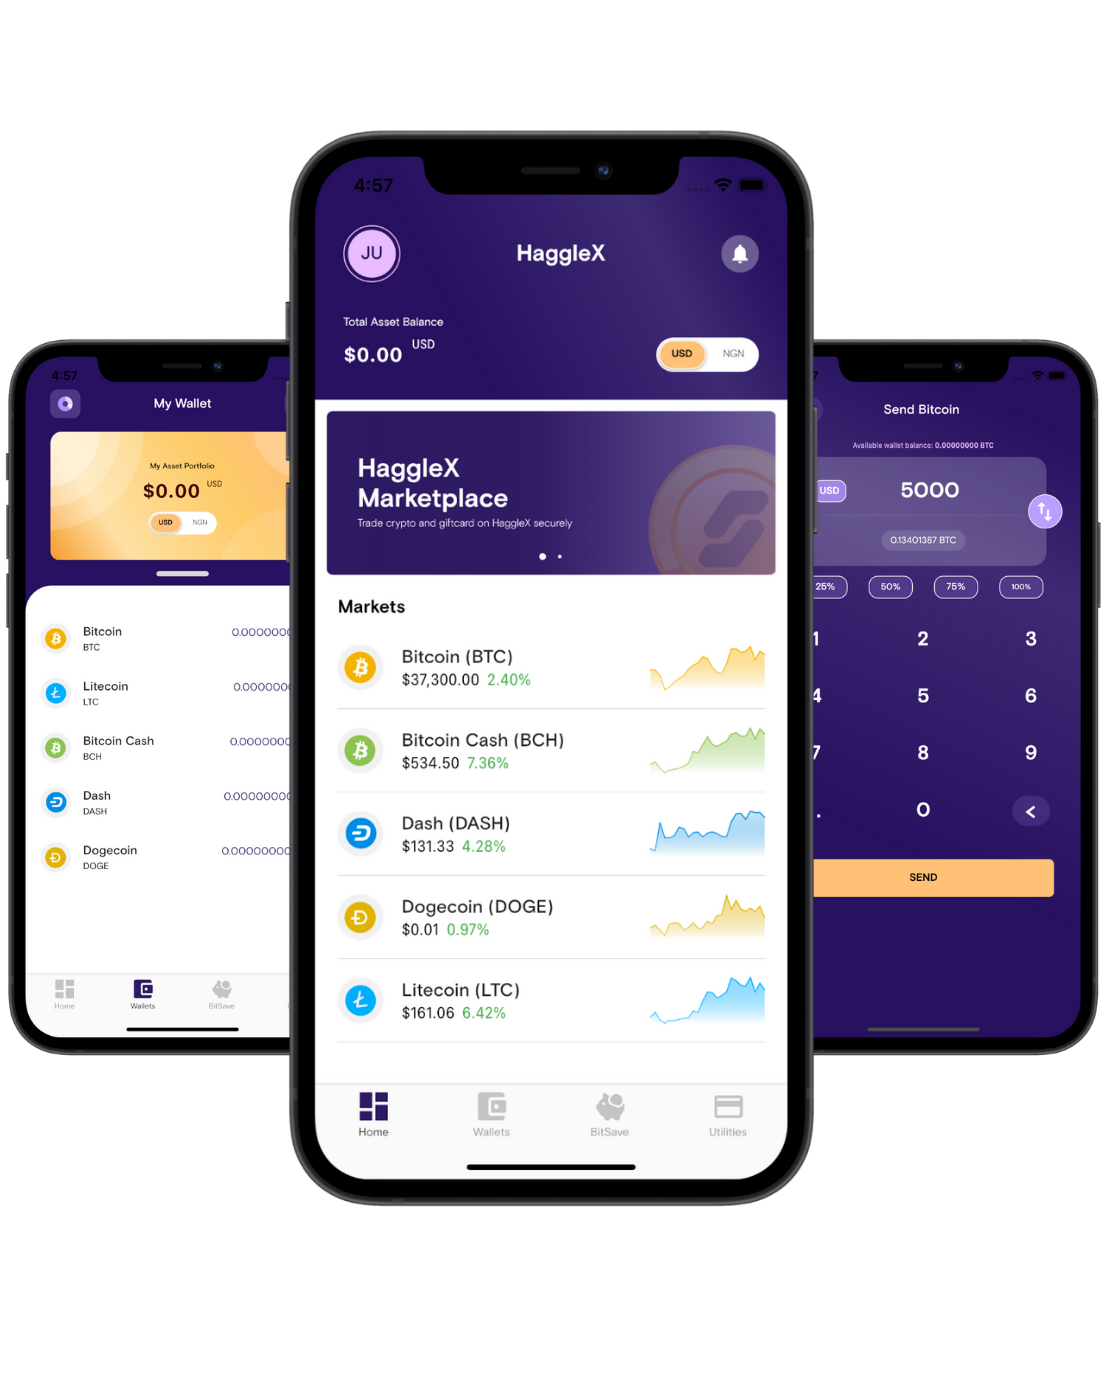 4:57
My Wallet
My Asset Portfolio
$0.00 USD
USD NGN
Bitcoin
BTC
0.0000000
Litecoin
LTC
0.000000
Bitcoin Cash
BCH
0.000000
Dash
DASH
0.0000000
Dogecoin
DOGE
0.00000000
Home Wallets BitSave
4:57
JU
HaggleX
Total Asset Balance
$0.00 USD
USD NGN
HaggleX
Marketplace
Trade crypto and giftcard on HaggleX securely
Markets
Bitcoin (BTC)
$37,300.00 2.40%
Bitcoin Cash (BCH)
$534.50 7.36%
Dash (DASH)
$131.33 4.28%
Dogecoin (DOGE)
$0.01 0.97%
Litecoin (LTC)
$161.06 6.42%
Home Wallets BitSave Utilities
7
Send Bitcoin
Available wallet balance: 0.00000000 BTC
USD 5000
0.13401387 BTC
25% 50% 75% 100%
1 2 3
4 5 6
7 8 9
. 0 <
SEND